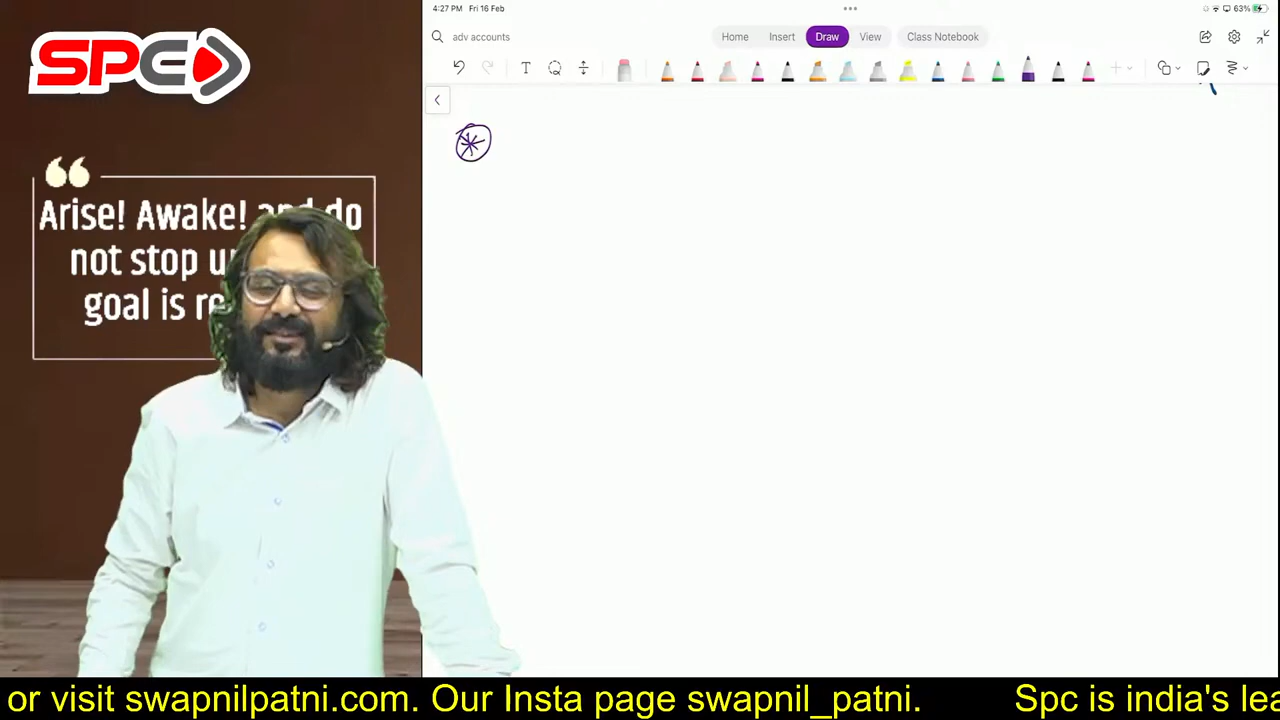 4:27 PM Fri 16 Feb
63%
adv accounts
Home Insert Draw View Class Notebook
T
SPC
“
Arise! Awake! and do
not stop u
goal is re
or visit swapnilpatni.com. Our Insta page swapnil_patni. Spc is india's lea